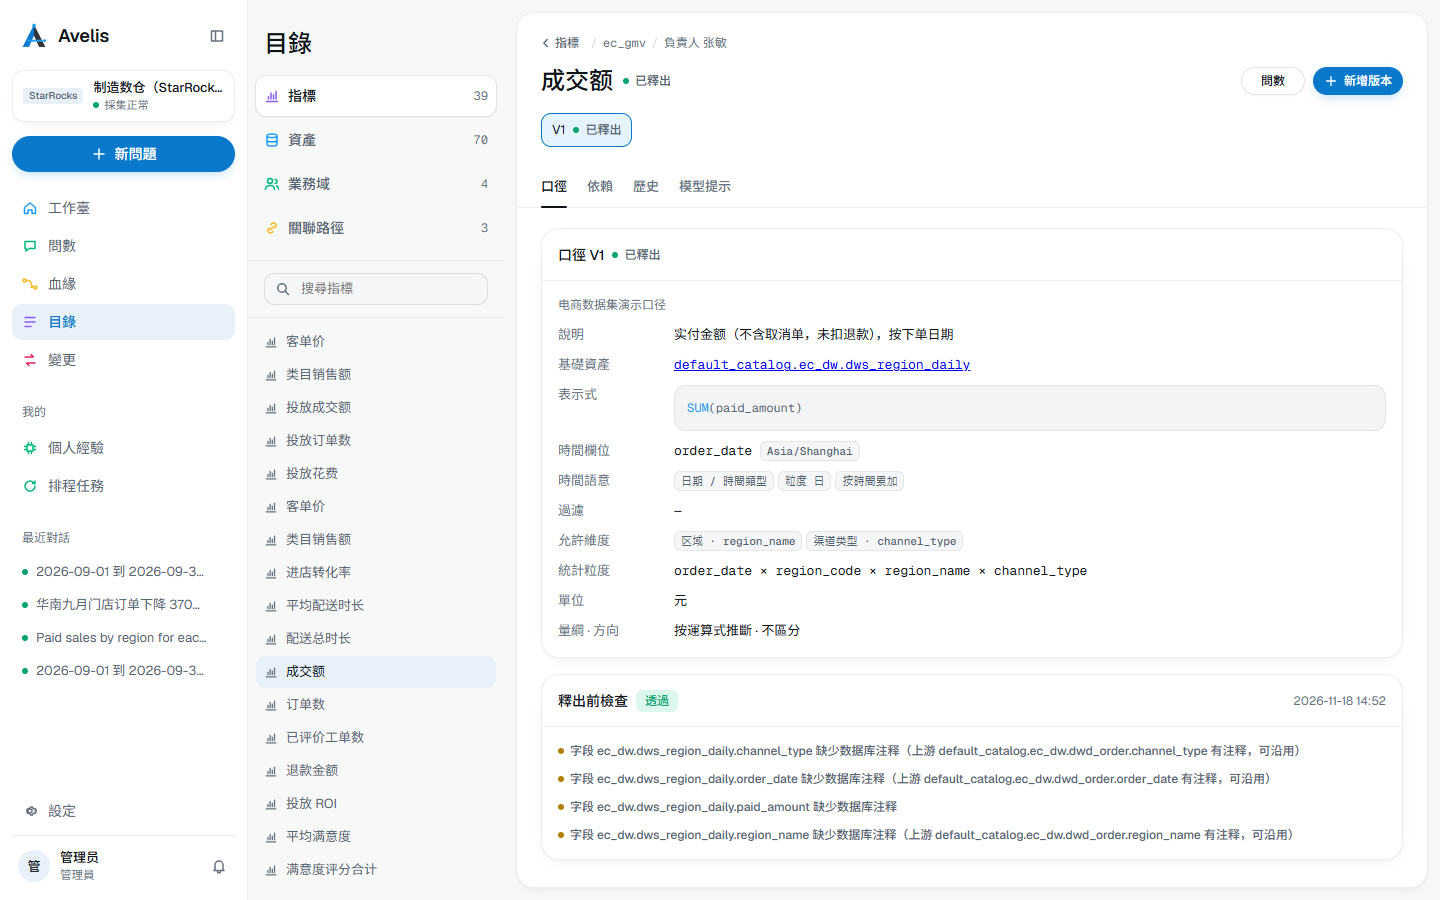 Avelis
StarRocks
制造数仓（StarRock...
採集正常
新問題
工作臺
問數
血緣
目錄
變更
我的
個人經驗
排程任務
最近對話
2026-09-01 到 2026-09-3...
华南九月门店订单下降 370...
Paid sales by region for eac...
2026-09-01 到 2026-09-3...
設定
管
管理员
管理員
目錄
指標 39
資產 70
業務域 4
關聯路徑 3
搜尋指標
客单价
类目销售额
投放成交额
投放订单数
投放花费
客单价
类目销售额
进店转化率
平均配送时长
配送总时长
成交额
订单数
已评价工单数
退款金额
投放 ROI
平均满意度
满意度评分合计
指標 / ec_gmv / 負責人 张敏
成交额 已釋出
問數
新增版本
V1 已釋出
口徑 依賴 歷史 模型提示
口徑 V1 已釋出
电商数据集演示口径
說明 实付金额（不含取消单，未扣退款），按下单日期
基礎資產 default_catalog.ec_dw.dws_region_daily
表示式 SUM(paid_amount)
時間欄位 order_date Asia/Shanghai
時間語意 日期 / 時間類型 粒度 日 按時間累加
過濾 —
允許維度 区域 · region_name 渠道类型 · channel_type
統計粒度 order_date × region_code × region_name × channel_type
單位 元
量綱 · 方向 按運算式推斷 · 不區分
釋出前檢查 透過 2026-11-18 14:52
字段 ec_dw.dws_region_daily.channel_type 缺少数据库注释（上游 default_catalog.ec_dw.dwd_order.channel_type 有注释，可沿用）
字段 ec_dw.dws_region_daily.order_date 缺少数据库注释（上游 default_catalog.ec_dw.dwd_order.order_date 有注释，可沿用）
字段 ec_dw.dws_region_daily.paid_amount 缺少数据库注释
字段 ec_dw.dws_region_daily.region_name 缺少数据库注释（上游 default_catalog.ec_dw.dwd_order.region_name 有注释，可沿用）